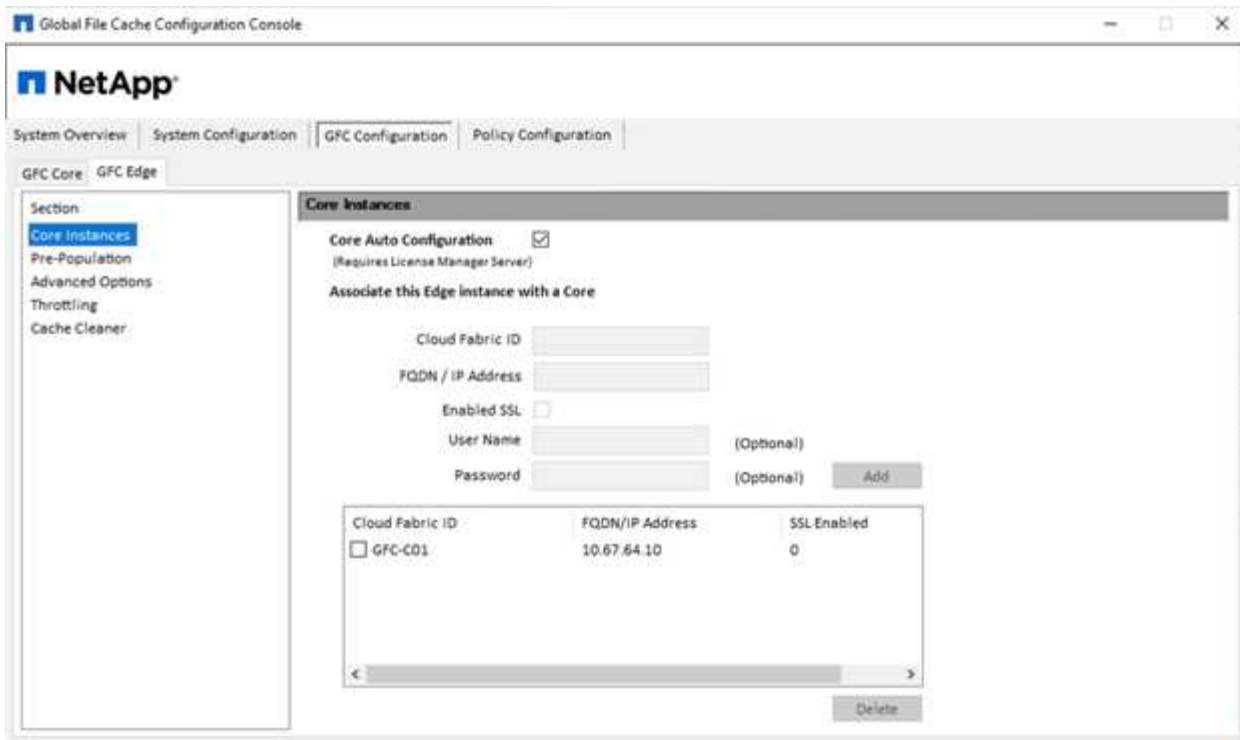 Global File Cache Configuration Console
NetApp
System Overview System Configuration GFC Configuration Policy Configuration
GFC Core GFC Edge
Section
Core Instances
Pre-Population
Advanced Options
Throttling
Cache Cleaner
Core Instances
Core Auto Configuration
(Requires License Manager Server)
Associate this Edge instance with a Core
Cloud Fabric ID
FQDN / IP Address
Enabled SSL
User Name (Optional)
Password (Optional) Add
Cloud Fabric ID FQDN/IP Address SSL Enabled
GFC-C01 10.67.64.10 0
Delete